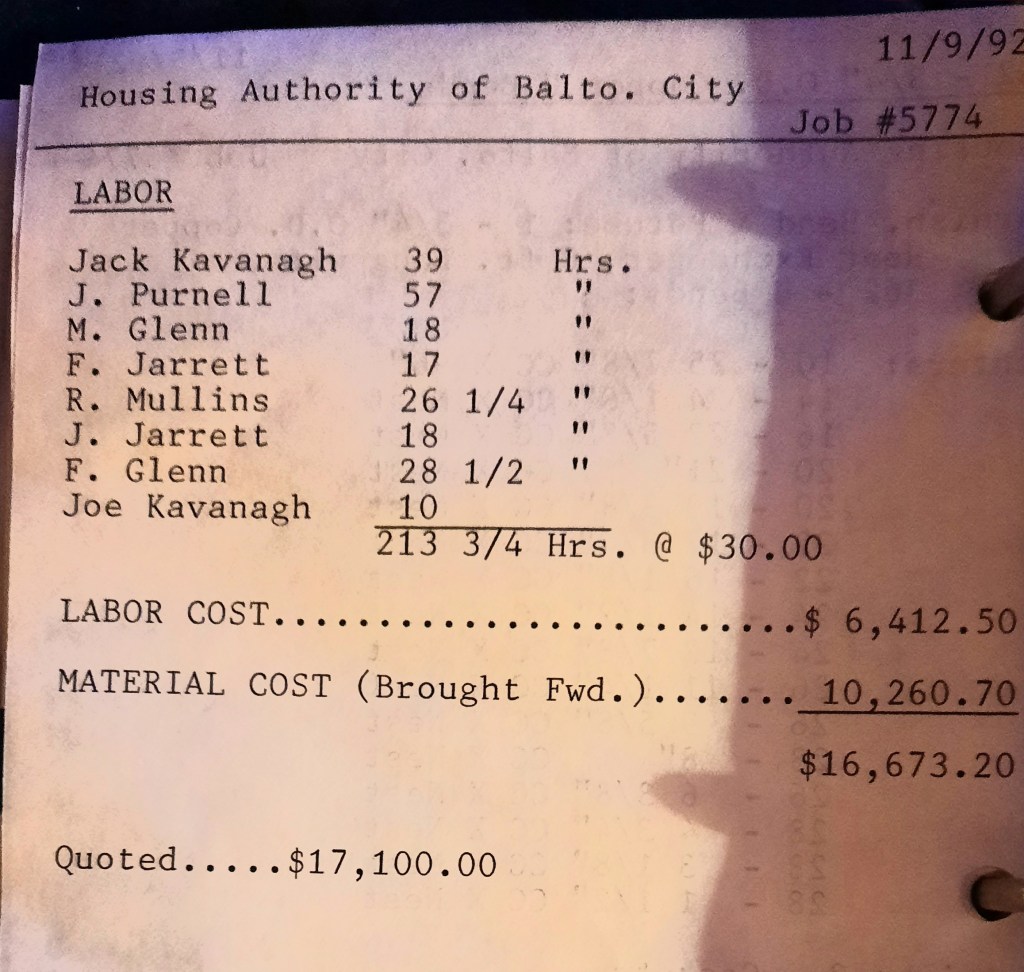 11/9/92
Housing Authority of Balto. City
Job #5774
LABOR
Jack Kavanagh 39 Hrs.
J. Purnell 57 "
M. Glenn 18 "
F. Jarrett 17 "
R. Mullins 26 1/4 "
J. Jarrett 18 "
F. Glenn 28 1/2 "
Joe Kavanagh 10
213 3/4 Hrs. @ $30.00
LABOR COST..........................$ 6,412.50
MATERIAL COST (Brought Fwd.)....... 10,260.70
$16,673.20
Quoted.....$17,100.00